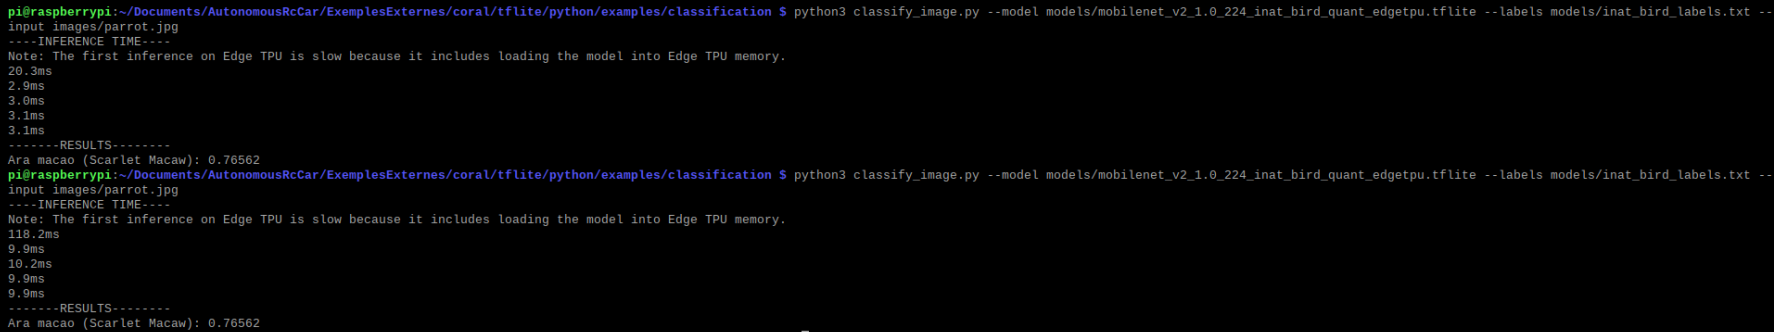 pi@raspberrypi:~/Documents/AutonomousRcCar/ExemplesExternes/coral/tflite/python/examples/classification $ python3 classify_image.py --model models/mobilenet_v2_1.0_224_inat_bird_quant_edgetpu.tflite --labels models/inat_bird_labels.txt --
input images/parrot.jpg
----INFERENCE TIME----
Note: The first inference on Edge TPU is slow because it includes loading the model into Edge TPU memory.
20.3ms
2.9ms
3.0ms
3.1ms
3.1ms
-------RESULTS--------
Ara macao (Scarlet Macaw): 0.76562
pi@raspberrypi:~/Documents/AutonomousRcCar/ExemplesExternes/coral/tflite/python/examples/classification $ python3 classify_image.py --model models/mobilenet_v2_1.0_224_inat_bird_quant_edgetpu.tflite --labels models/inat_bird_labels.txt --
input images/parrot.jpg
----INFERENCE TIME----
Note: The first inference on Edge TPU is slow because it includes loading the model into Edge TPU memory.
118.2ms
9.9ms
10.2ms
9.9ms
9.9ms
-------RESULTS--------
Ara macao (Scarlet Macaw): 0.76562